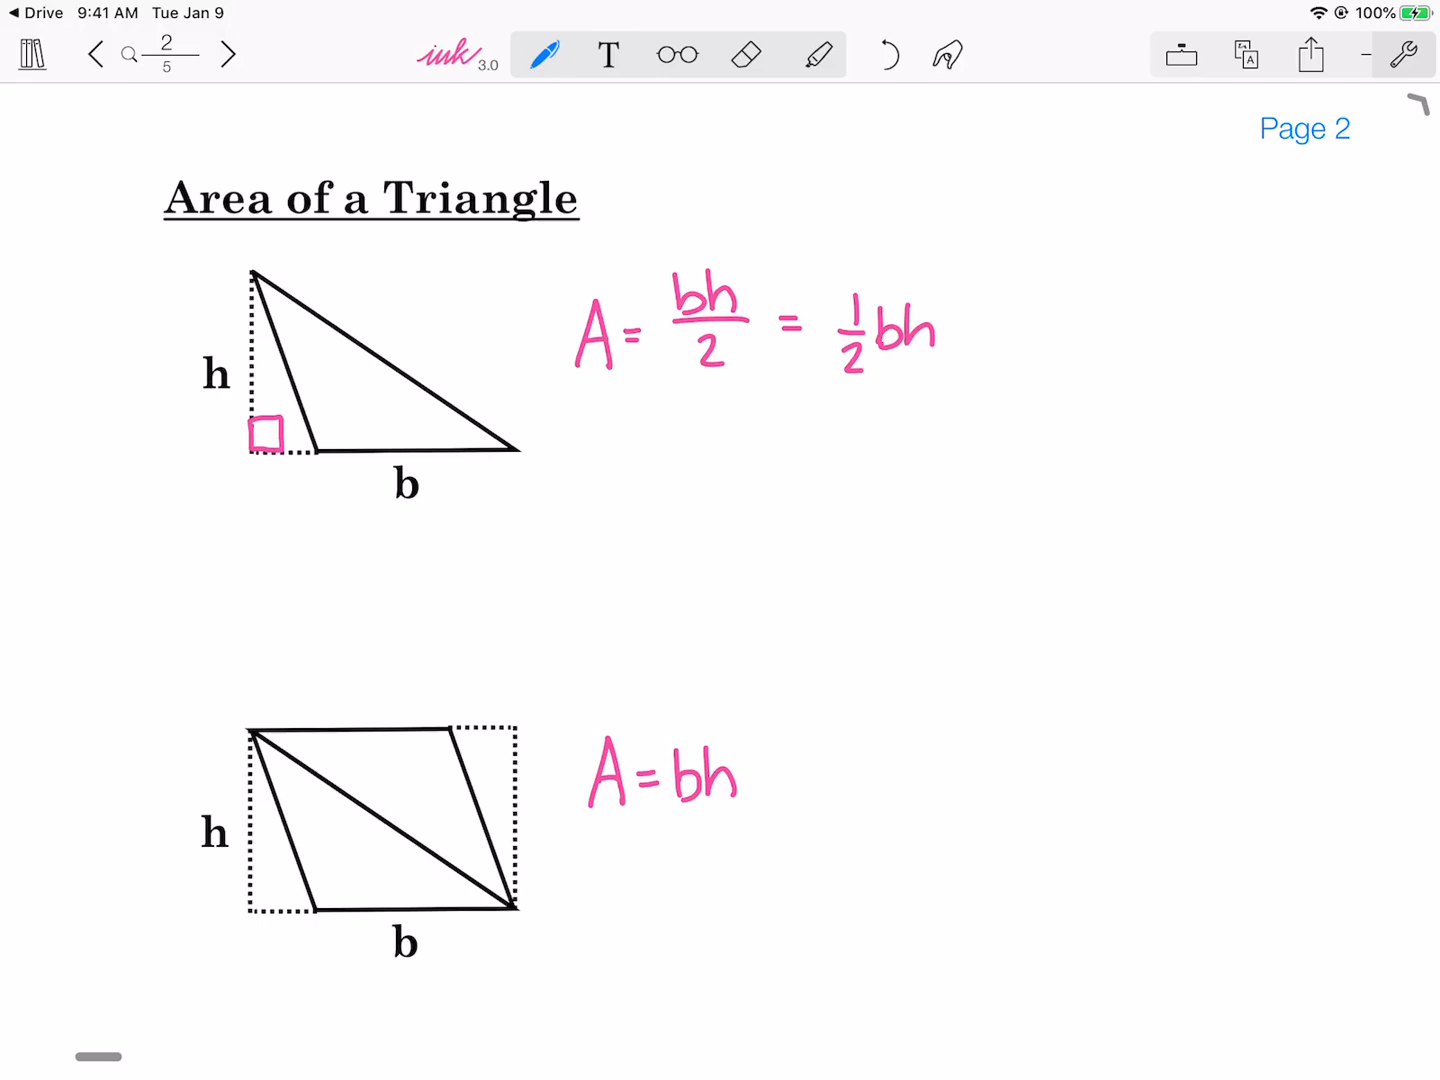 Drive 9:41 AM Tue Jan 9 100%
2
5
ink 3.0
T
A
Page 2
Area of a Triangle
h
b
A = bh/2 = 1/2 bh
h
b
A = bh